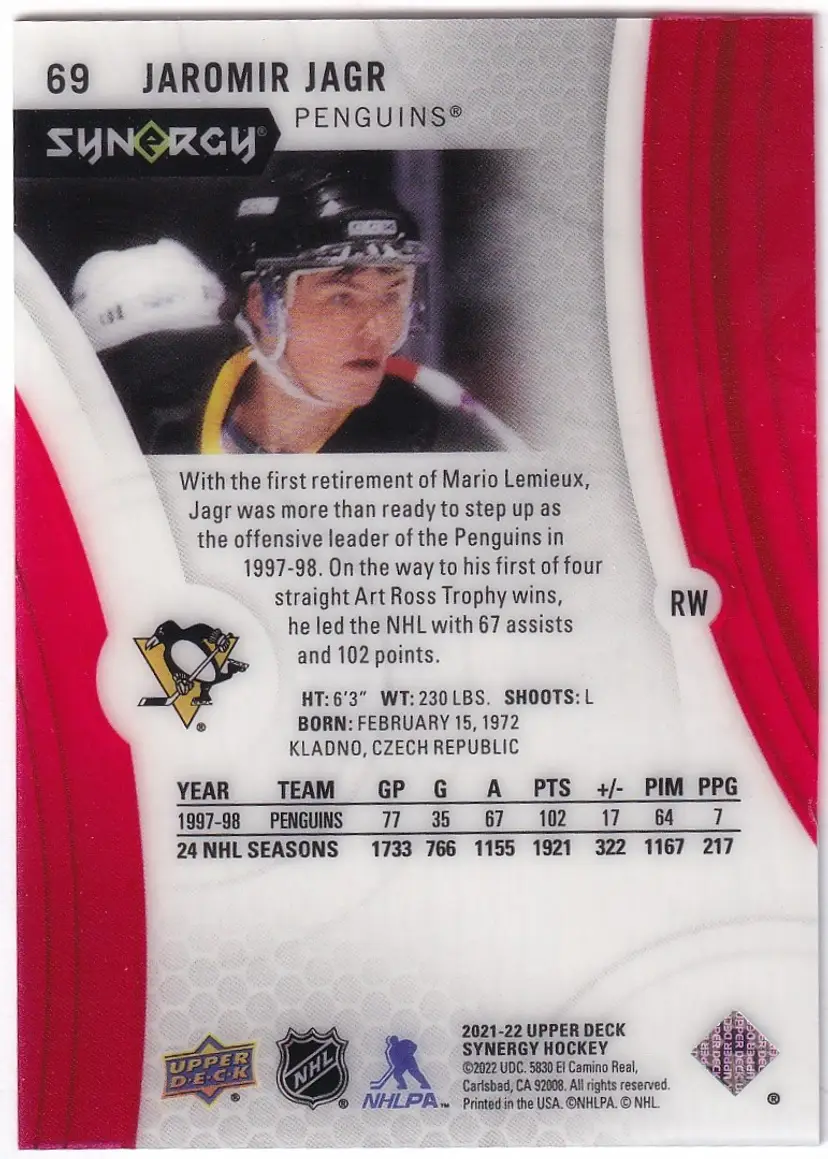 69 JAROMIR JAGR
PENGUINS®
SYNERGY®
With the first retirement of Mario Lemieux,
Jagr was more than ready to step up as
the offensive leader of the Penguins in
1997-98. On the way to his first of four
straight Art Ross Trophy wins,
he led the NHL with 67 assists
and 102 points.
RW
®
HT: 6'3" WT: 230 LBS. SHOOTS: L
BORN: FEBRUARY 15, 1972
KLADNO, CZECH REPUBLIC
YEAR TEAM GP G A PTS +/- PIM PPG
1997-98 PENGUINS 77 35 67 102 17 64 7
24 NHL SEASONS 1733 766 1155 1921 322 1167 217
UPPER
D·E·C·K ®
NHL ®
NHLPA™
2021-22 UPPER DECK
SYNERGY HOCKEY
©2022 UDC. 5830 El Camino Real,
Carlsbad, CA 92008. All rights reserved.
Printed in the USA. ©NHLPA. © NHL.
®